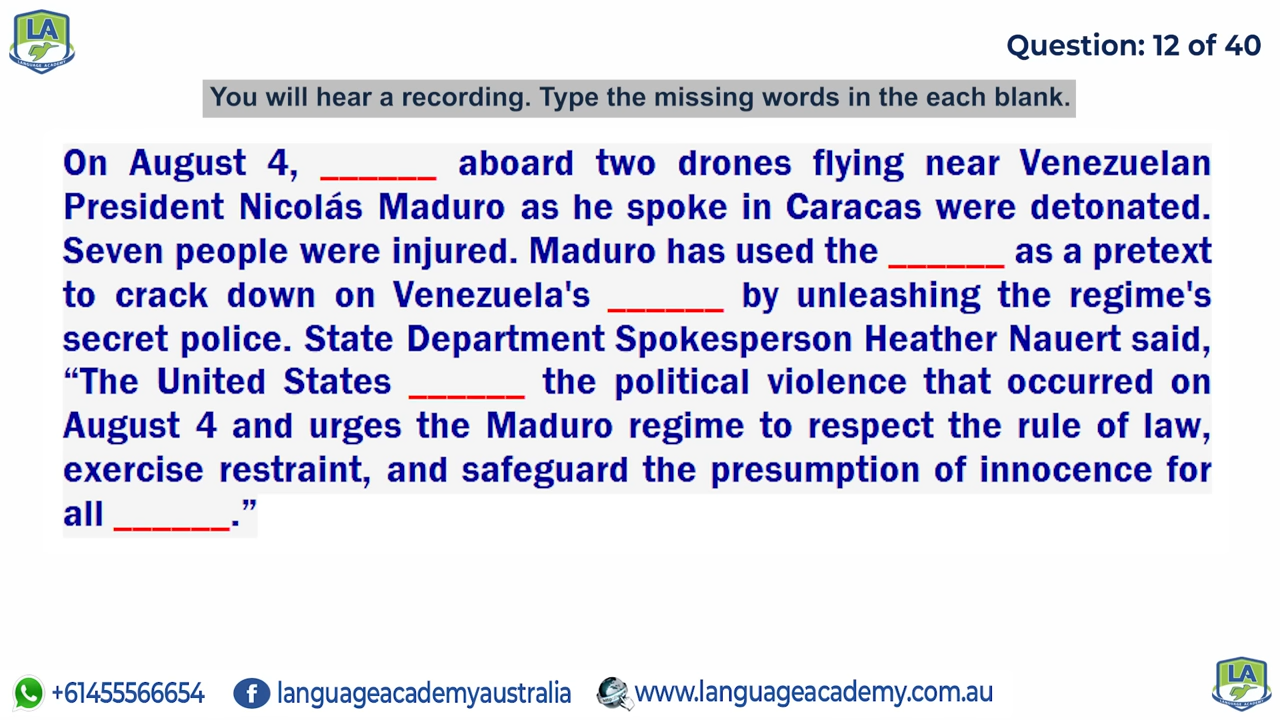 LA
LANGUAGE ACADEMY
Question: 12 of 40
You will hear a recording. Type the missing words in the each blank.
On August 4, ______ aboard two drones flying near Venezuelan
President Nicolás Maduro as he spoke in Caracas were detonated.
Seven people were injured. Maduro has used the ______ as a pretext
to crack down on Venezuela's ______ by unleashing the regime's
secret police. State Department Spokesperson Heather Nauert said,
“The United States ______ the political violence that occurred on
August 4 and urges the Maduro regime to respect the rule of law,
exercise restraint, and safeguard the presumption of innocence for
all ______.”
+61455566654 languageacademyaustralia www.languageacademy.com.au
LA
LANGUAGE ACADEMY